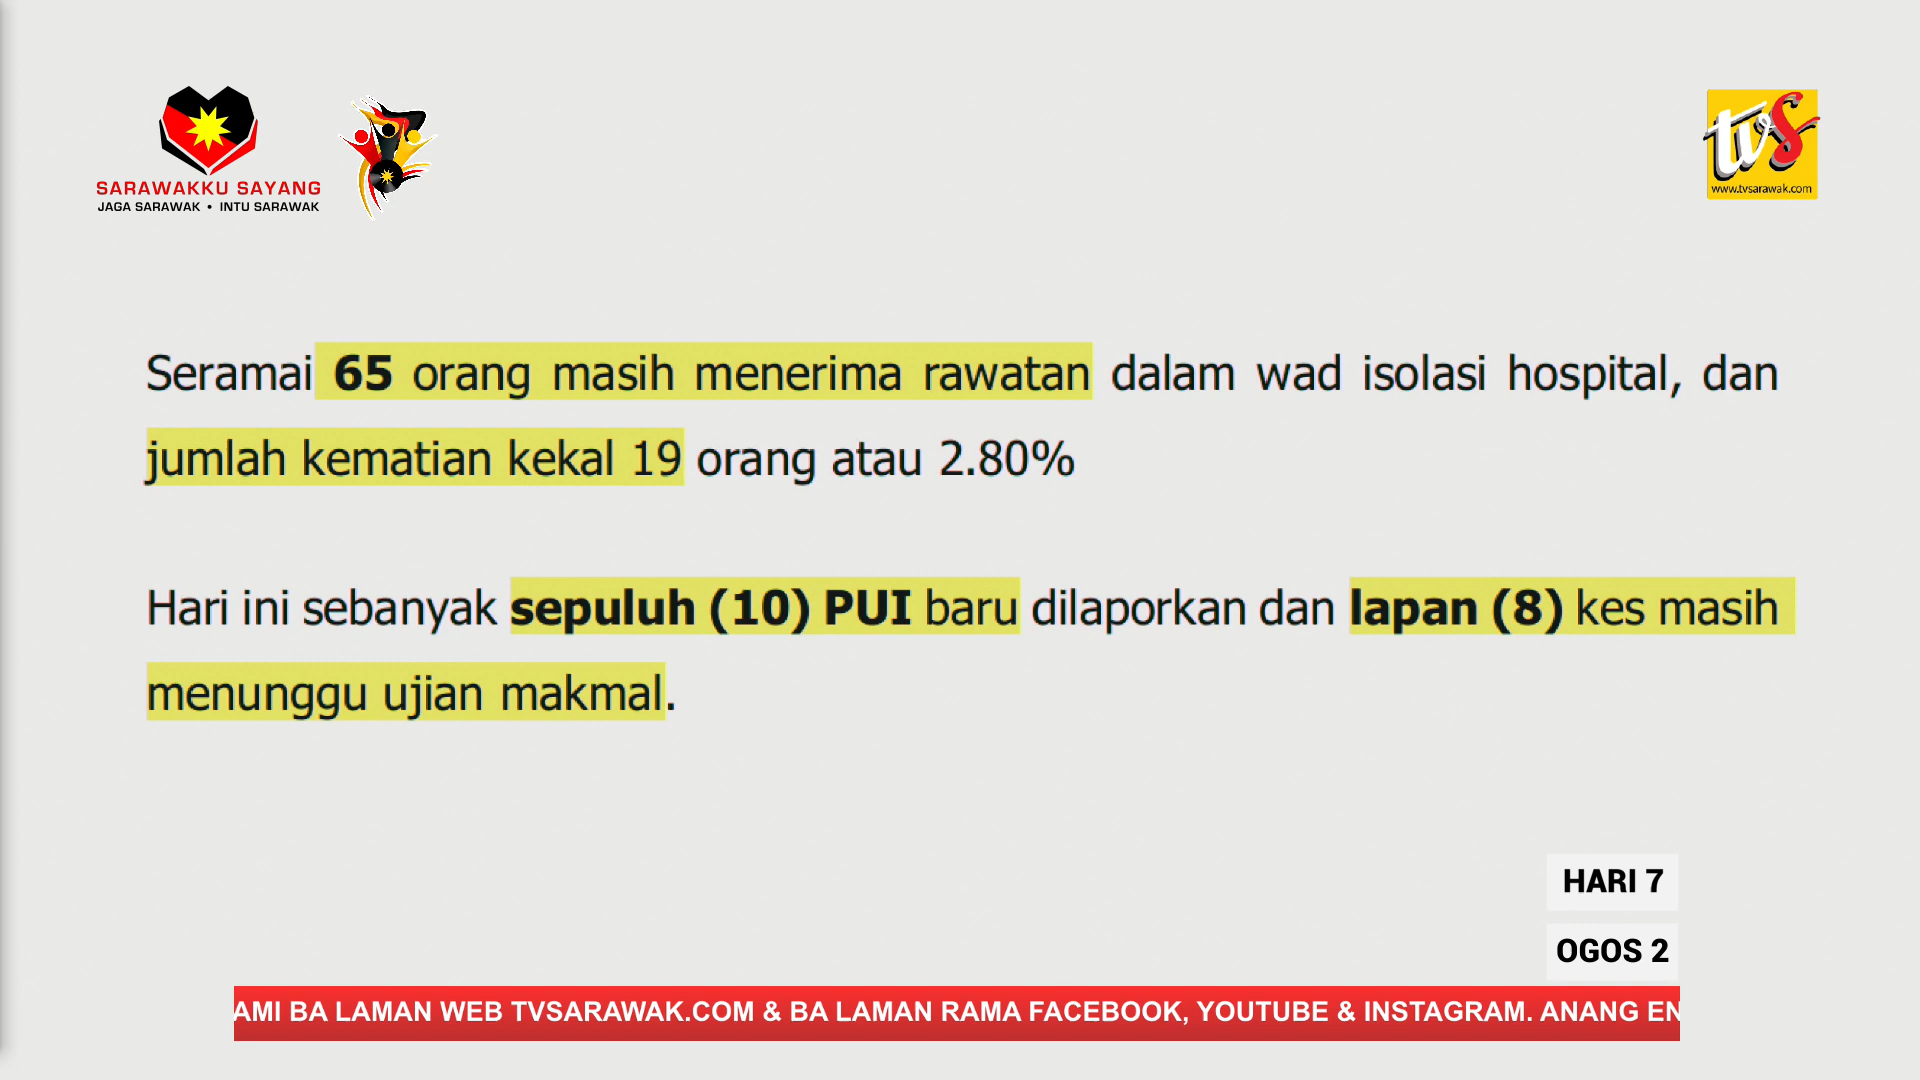 SARAWAKKU SAYANG
JAGA SARAWAK • INTU SARAWAK
tvS
www.tvsarawak.com
Seramai 65 orang masih menerima rawatan dalam wad isolasi hospital, dan
jumlah kematian kekal 19 orang atau 2.80%
Hari ini sebanyak sepuluh (10) PUI baru dilaporkan dan lapan (8) kes masih
menunggu ujian makmal.
HARI 7
OGOS 2
AMI BA LAMAN WEB TVSARAWAK.COM & BA LAMAN RAMA FACEBOOK, YOUTUBE & INSTAGRAM. ANANG EN